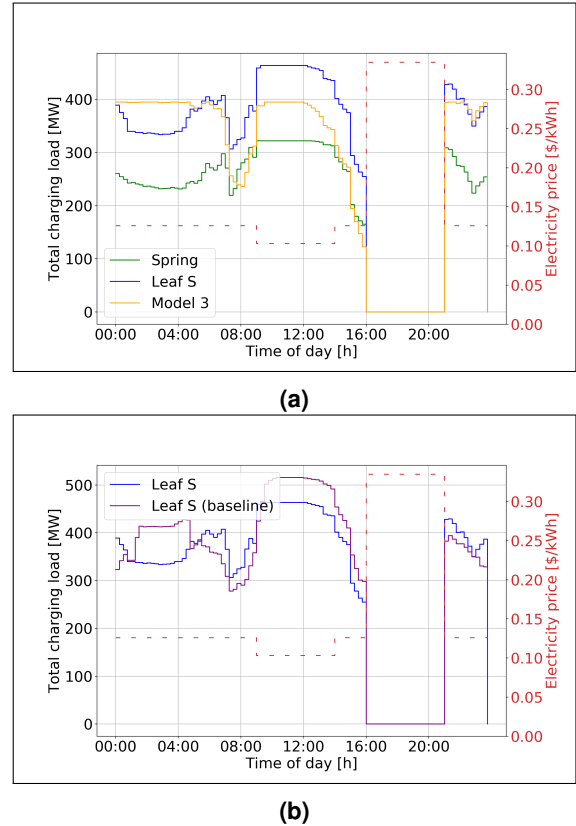 Total charging load [MW]
400
300
200
100
0
Spring
Leaf S
Model 3
00:00 04:00 08:00 12:00 16:00 20:00
Time of day [h]
0.30
0.25
0.20
0.15
0.10
0.05
0.00
Electricity price [$/kWh]
(a)
Total charging load [MW]
500
400
300
200
100
0
Leaf S
Leaf S (baseline)
00:00 04:00 08:00 12:00 16:00 20:00
Time of day [h]
0.30
0.25
0.20
0.15
0.10
0.05
0.00
Electricity price [$/kWh]
(b)